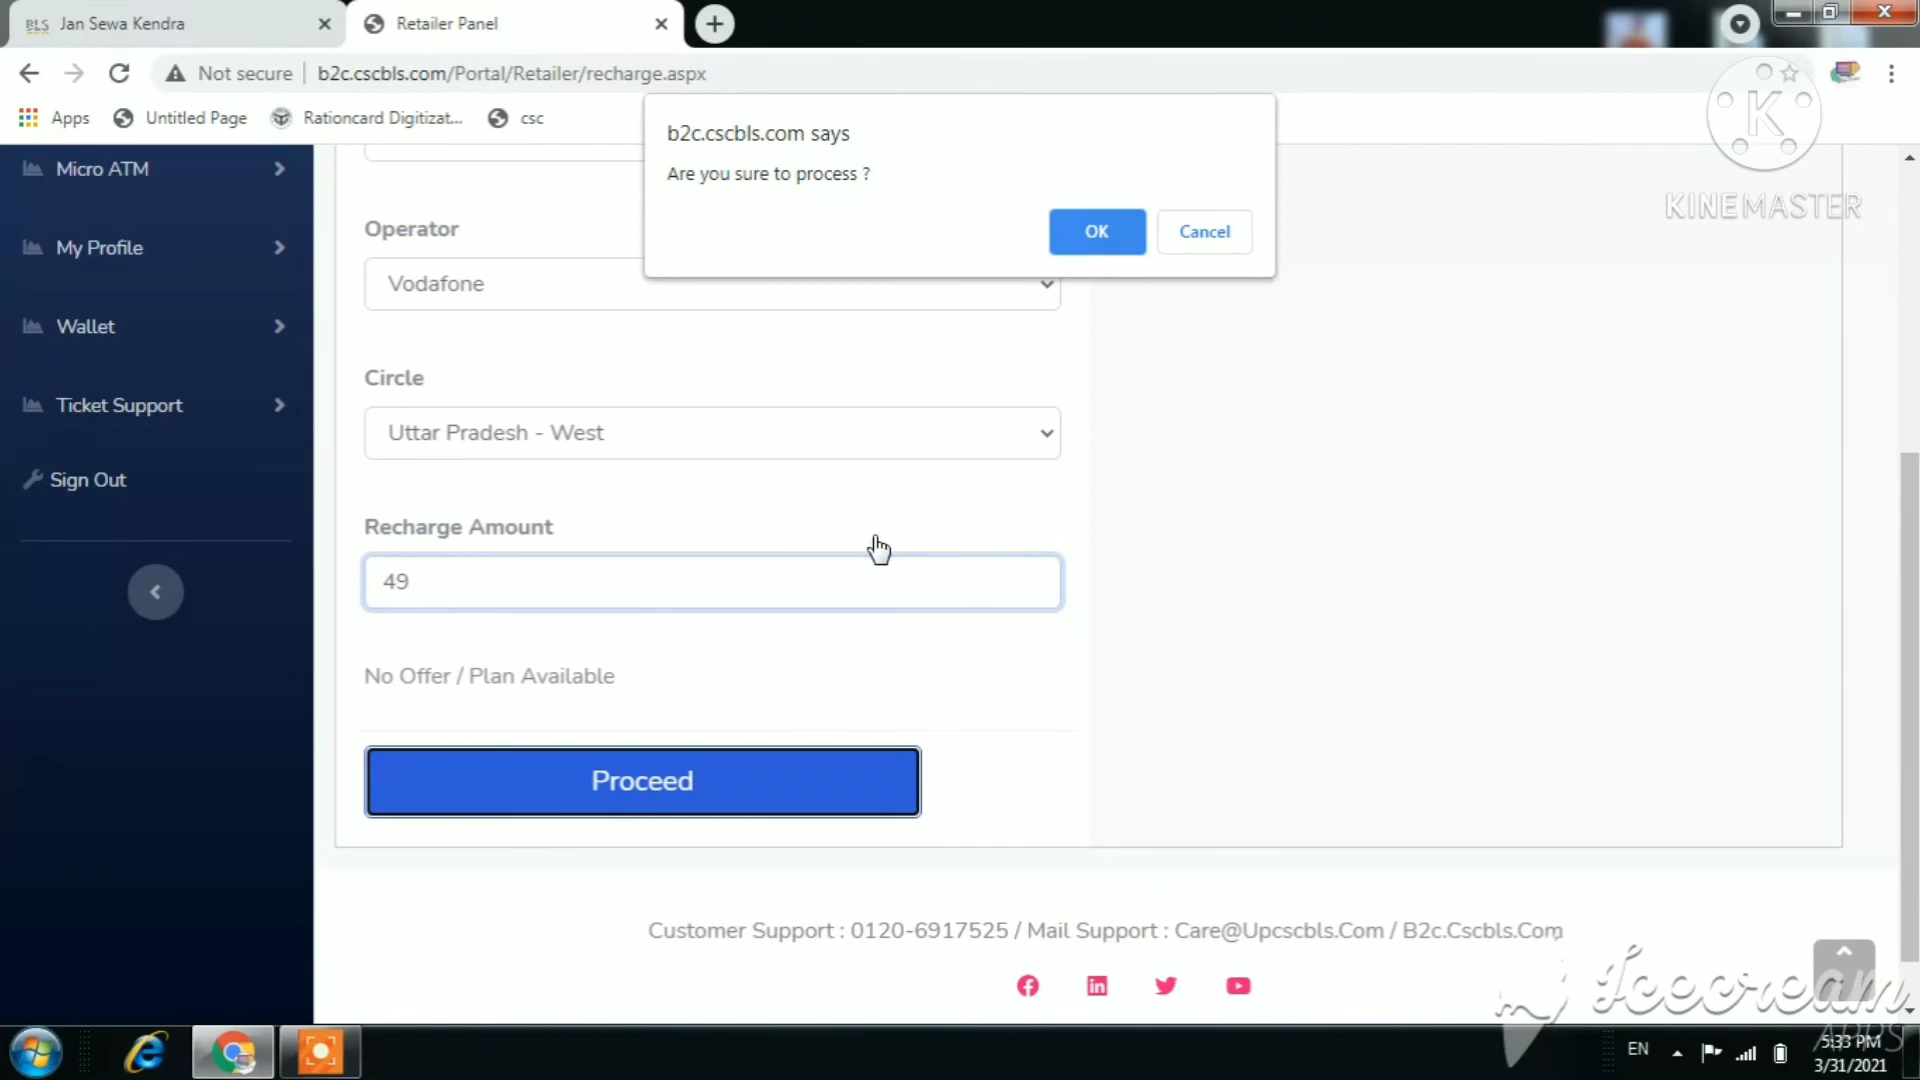 BLS Jan Sewa Kendra
Retailer Panel
Not secure
b2c.cscbls.com/Portal/Retailer/recharge.aspx
Apps
Untitled Page
Rationcard Digitizat...
csc
b2c.cscbls.com says
Are you sure to process ?
OK
Cancel
K
KINEMASTER
Micro ATM
My Profile
Wallet
Ticket Support
Sign Out
Operator
Vodafone
Circle
Uttar Pradesh - West
Recharge Amount
49
No Offer / Plan Available
Proceed
Customer Support : 0120-6917525 / Mail Support : Care@Upcscbls.Com / B2c.Cscbls.Com
Icecream
APPS
EN
5:33 PM
3/31/2021